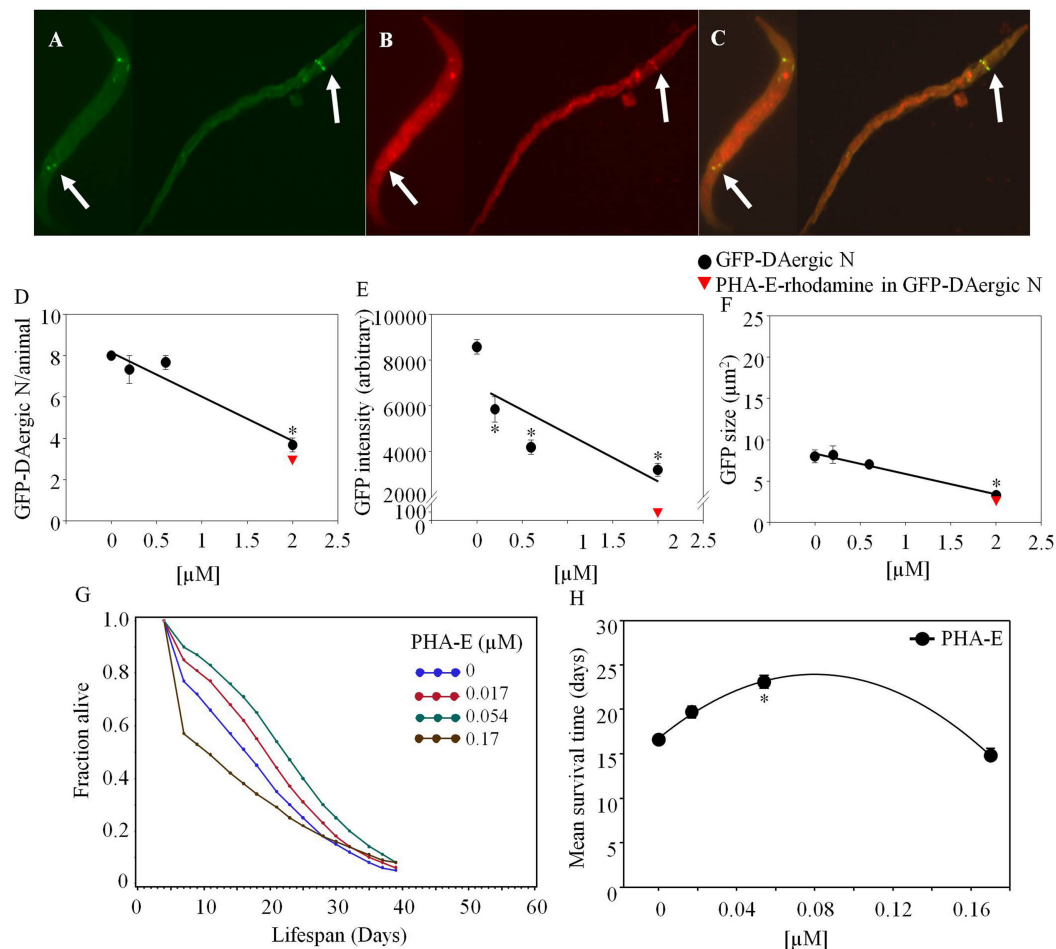 A
B
C
GFP-DAergic N
PHA-E-rhodamine in GFP-DAergic N
D
GFP-DAergic N/animal
10
8
6
4
2
0
*
0 0.5 1 1.5 2 2.5
[µM]
E
GFP intensity (arbitrary)
10000
8000
6000
4000
2000
100
0
* * *
0 0.5 1 1.5 2 2.5
[µM]
F
GFP size (µm²)
25
20
15
10
5
0
*
0 0.5 1 1.5 2 2.5
[µM]
G
Fraction alive
1.0
0.8
0.6
0.4
0.2
0
PHA-E (µM)
0
0.017
0.054
0.17
0 10 20 30 40 50 60
Lifespan (Days)
H
Mean survival time (days)
30
25
20
15
10
5
0
PHA-E
*
0 0.04 0.08 0.12 0.16
[µM]